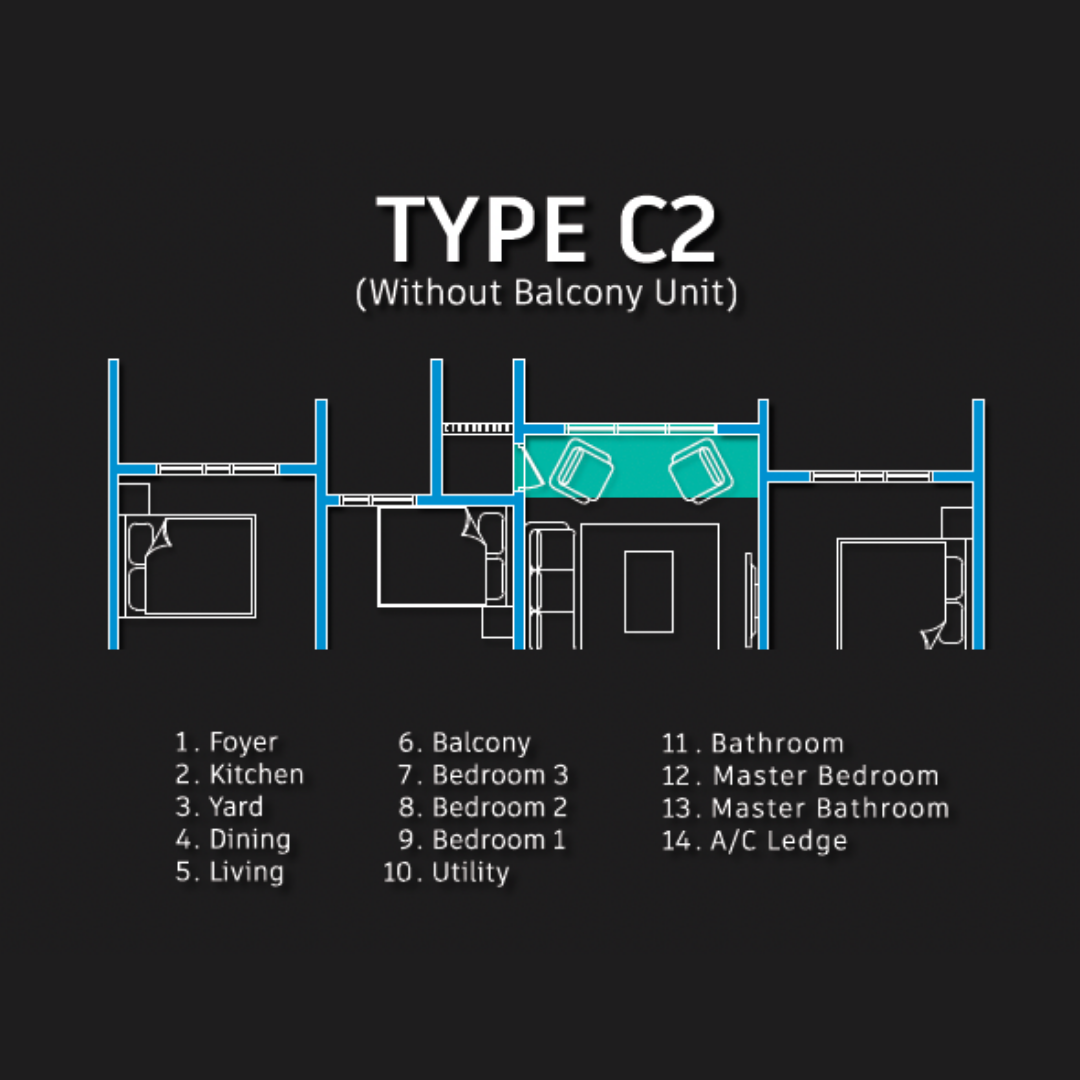 TYPE C2
(Without Balcony Unit)
1. Foyer
2. Kitchen
3. Yard
4. Dining
5. Living
6. Balcony
7. Bedroom 3
8. Bedroom 2
9. Bedroom 1
10. Utility
11. Bathroom
12. Master Bedroom
13. Master Bathroom
14. A/C Ledge